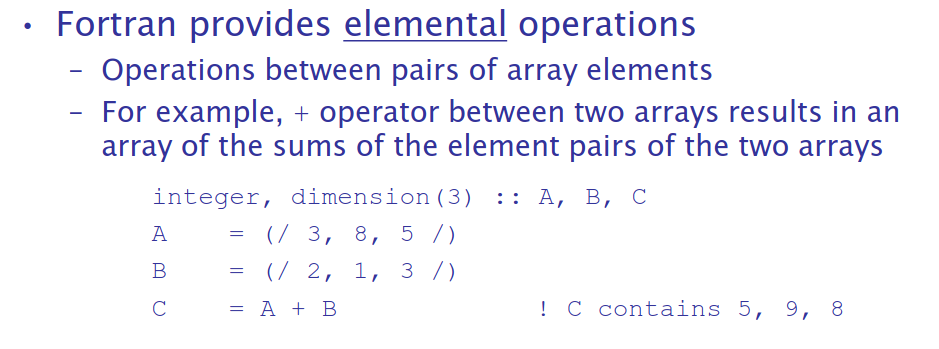 • Fortran provides elemental operations
– Operations between pairs of array elements
– For example, + operator between two arrays results in an
array of the sums of the element pairs of the two arrays
integer, dimension(3) :: A, B, C
A = (/ 3, 8, 5 /)
B = (/ 2, 1, 3 /)
C = A + B ! C contains 5, 9, 8